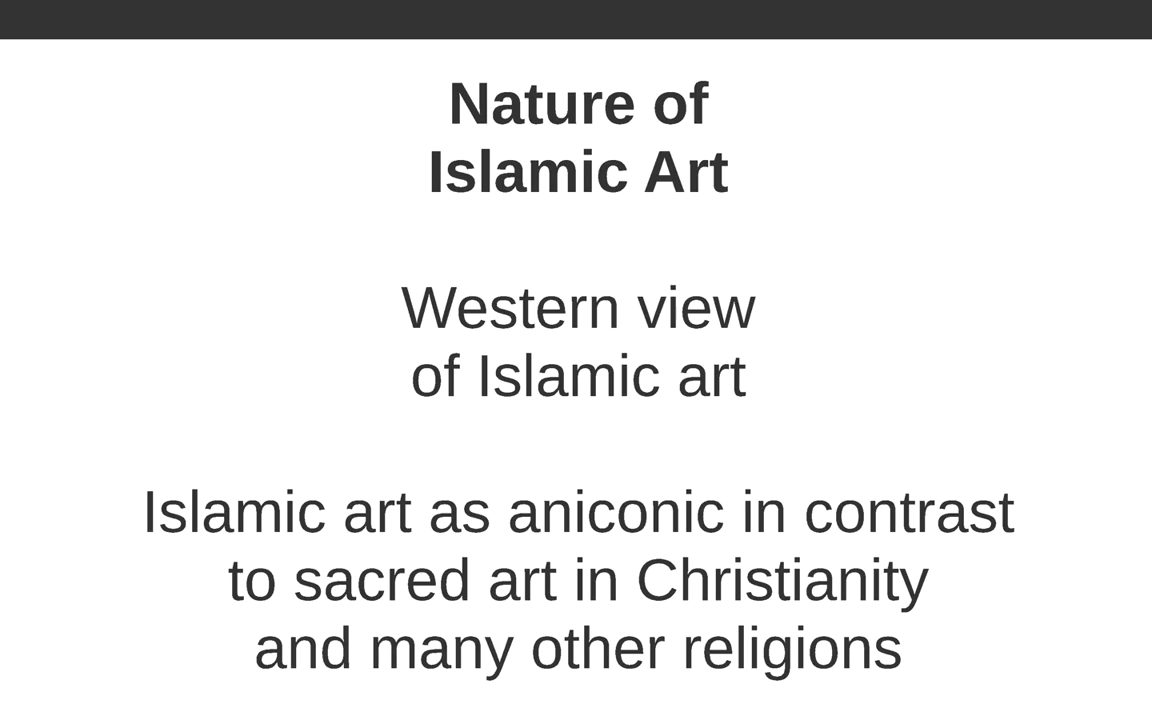 Nature of
Islamic Art
Western view
of Islamic art
Islamic art as aniconic in contrast
to sacred art in Christianity
and many other religions